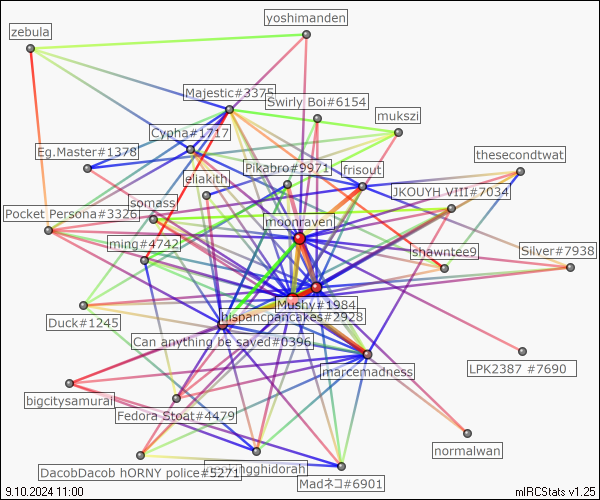 yoshimanden
zebula
Majestic#3375
Swirly Boi#6154
mukszi
Cypha#1717
Eg.Master#1378
thesecondtwat
Pikabro#9971
frisout
eliakith
JKOUYH VIII#7034
somass
Pocket Persona#3326
moonraven
ming#4742
shawntee9
Silver#7938
Mushy#1984
hispancpancakes#2928
Duck#1245
Can anything be saved#0396
marcemadness
LPK2387 #7690
bigcitysamurai
Fedora Stoat#4479
normalwan
DacobDacob hORNY police#5271
hgghidorah
Madネコ#6901
9.10.2024 11:00
mIRCStats v1.25